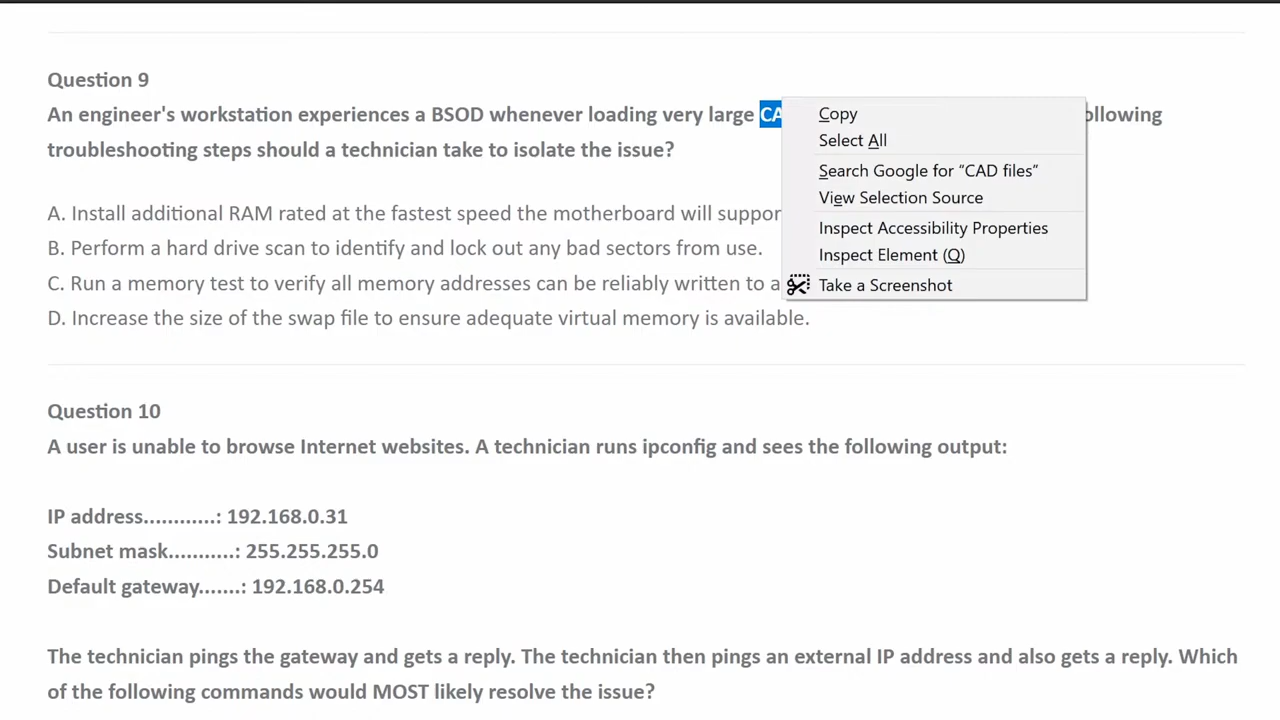 Question 9
An engineer's workstation experiences a BSOD whenever loading very large CA ollowing
troubleshooting steps should a technician take to isolate the issue?
A. Install additional RAM rated at the fastest speed the motherboard will suppor
B. Perform a hard drive scan to identify and lock out any bad sectors from use.
C. Run a memory test to verify all memory addresses can be reliably written to a
D. Increase the size of the swap file to ensure adequate virtual memory is available.
Copy
Select All
Search Google for “CAD files”
View Selection Source
Inspect Accessibility Properties
Inspect Element (Q)
Take a Screenshot
Question 10
A user is unable to browse Internet websites. A technician runs ipconfig and sees the following output:
IP address............: 192.168.0.31
Subnet mask...........: 255.255.255.0
Default gateway.......: 192.168.0.254
The technician pings the gateway and gets a reply. The technician then pings an external IP address and also gets a reply. Which
of the following commands would MOST likely resolve the issue?